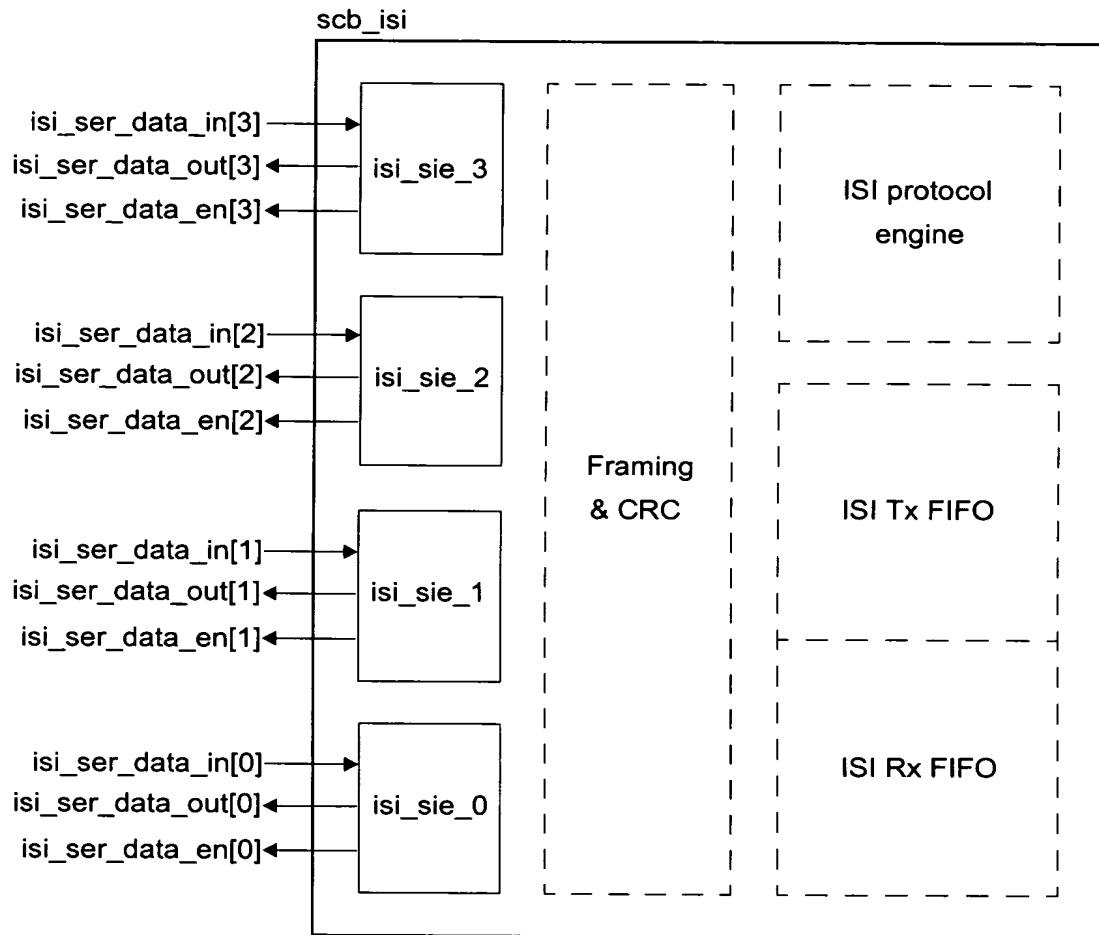 scb_isi
isi_ser_data_in[3]
isi_ser_data_out[3]
isi_ser_data_en[3]
isi_sie_3
isi_ser_data_in[2]
isi_ser_data_out[2]
isi_ser_data_en[2]
isi_sie_2
isi_ser_data_in[1]
isi_ser_data_out[1]
isi_ser_data_en[1]
isi_sie_1
isi_ser_data_in[0]
isi_ser_data_out[0]
isi_ser_data_en[0]
isi_sie_0
Framing
& CRC
ISI protocol
engine
ISI Tx FIFO
ISI Rx FIFO